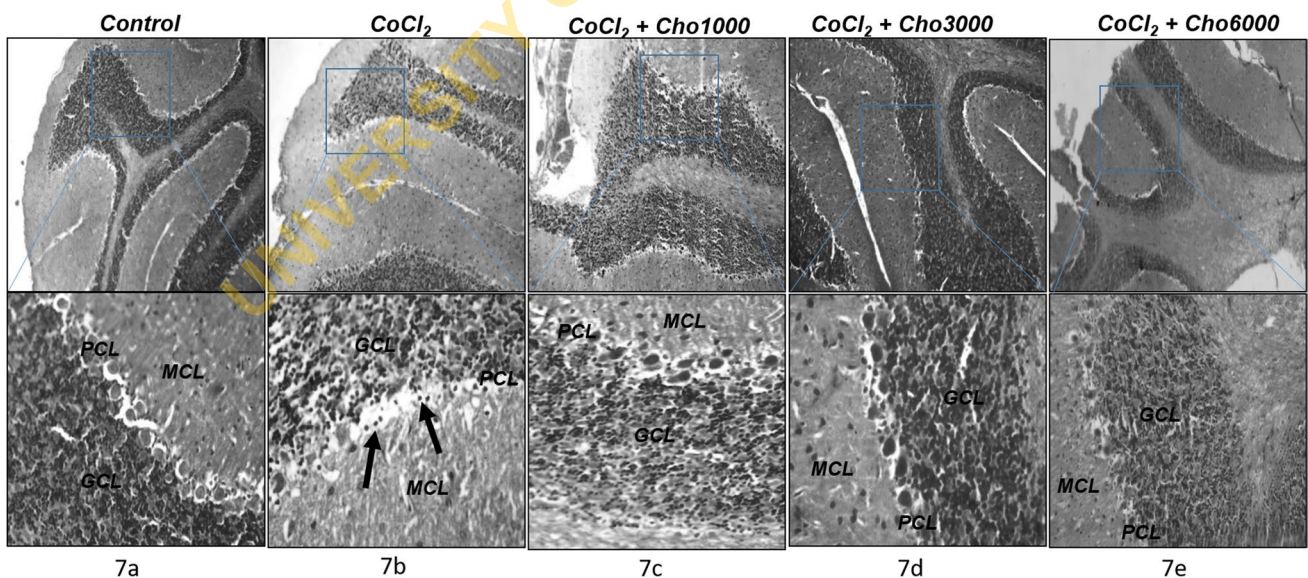 Control CoCl₂ CoCl₂ + Cho1000 CoCl₂ + Cho3000 CoCl₂ + Cho6000
UNIVERSITY
PCL
MCL
GCL
GCL
PCL
MCL
PCL
MCL
GCL
GCL
MCL
PCL
GCL
MCL
PCL
7a 7b 7c 7d 7e